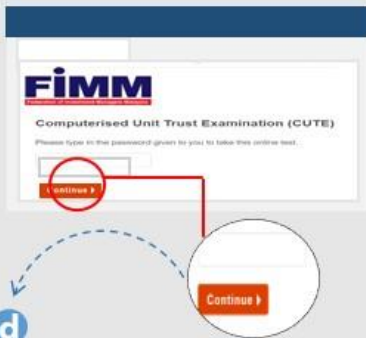 FiMM
Federation of Investment Managers Malaysia
Computerised Unit Trust Examination (CUTE)
Please type in the password given to you to take this online test.
Continue
Continue
d